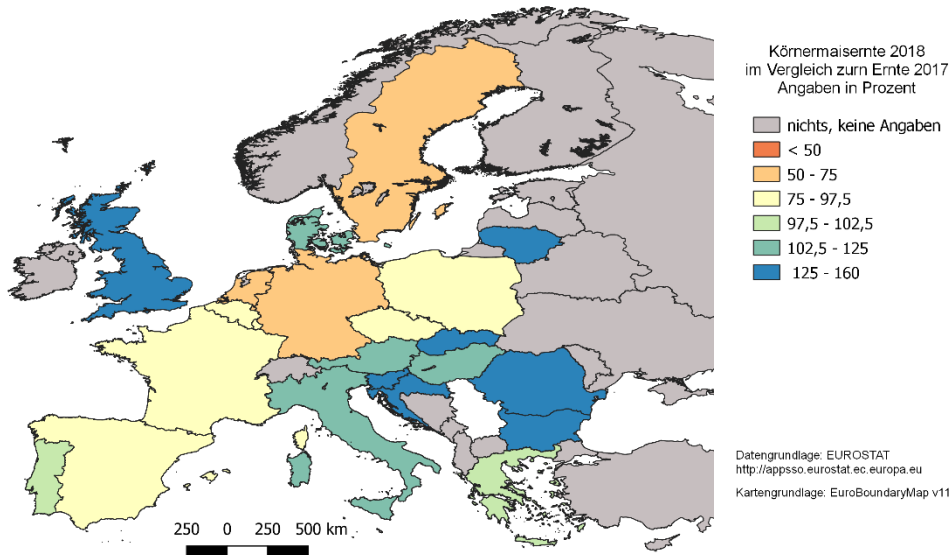 Körnermaisernte 2018
im Vergleich zurn Ernte 2017
Angaben in Prozent
nichts, keine Angaben
< 50
50 - 75
75 - 97,5
97,5 - 102,5
102,5 - 125
125 - 160
Datengrundlage: EUROSTAT
http://appsso.eurostat.ec.europa.eu
Kartengrundlage: EuroBoundaryMap v11
250 0 250 500 km